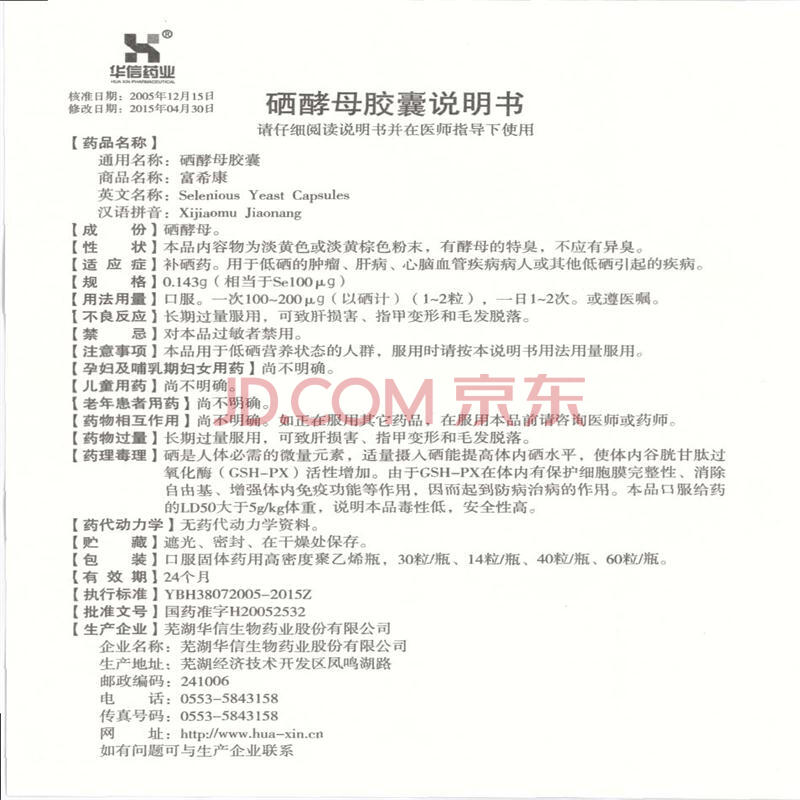 华信药业®
HUA XIN PHARMACEUTICAL
核准日期：2005年12月15日
修改日期：2015年04月30日
硒酵母胶囊说明书
请仔细阅读说明书并在医师指导下使用
【药品名称】
通用名称：硒酵母胶囊
商品名称：富希康
英文名称：Selenious Yeast Capsules
汉语拼音：Xijiaomu Jiaonang
【成 份】硒酵母。
【性 状】本品内容物为淡黄色或淡黄棕色粉末，有酵母的特臭，不应有异臭。
【适 应 症】补硒药。用于低硒的肿瘤、肝病、心脑血管疾病病人或其他低硒引起的疾病。
【规 格】0.143g（相当于Se100μg）
【用法用量】口服。一次100~200μg（以硒计）（1~2粒），一日1~2次。或遵医嘱。
【不良反应】长期过量服用，可致肝损害、指甲变形和毛发脱落。
【禁 忌】对本品过敏者禁用。
【注意事项】本品用于低硒营养状态的人群，服用时请按本说明书用法用量服用。
【孕妇及哺乳期妇女用药】尚不明确。
【儿童用药】尚不明确。
【老年患者用药】尚不明确。
【药物相互作用】尚不明确。如正在服用其它药品，在服用本品前请咨询医师或药师。
【药物过量】长期过量服用，可致肝损害、指甲变形和毛发脱落。
【药理毒理】硒是人体必需的微量元素，适量摄入硒能提高体内硒水平，使体内谷胱甘肽过
氧化酶（GSH-PX）活性增加。由于GSH-PX在体内有保护细胞膜完整性、消除
自由基、增强体内免疫功能等作用，因而起到防病治病的作用。本品口服给药
的LD50大于5g/kg体重，说明本品毒性低，安全性高。
【药代动力学】无药代动力学资料。
【贮 藏】遮光、密封、在干燥处保存。
【包 装】口服固体药用高密度聚乙烯瓶，30粒/瓶、14粒/瓶、40粒/瓶、60粒/瓶。
【有 效 期】24个月
【执行标准】YBH38072005-2015Z
【批准文号】国药准字H20052532
【生产企业】芜湖华信生物药业股份有限公司
企业名称：芜湖华信生物药业股份有限公司
生产地址：芜湖经济技术开发区凤鸣湖路
邮政编码：241006
电 话：0553-5843158
传真号码：0553-5843158
网 址：http://www.hua-xin.cn
如有问题可与生产企业联系
JD.COM 京东